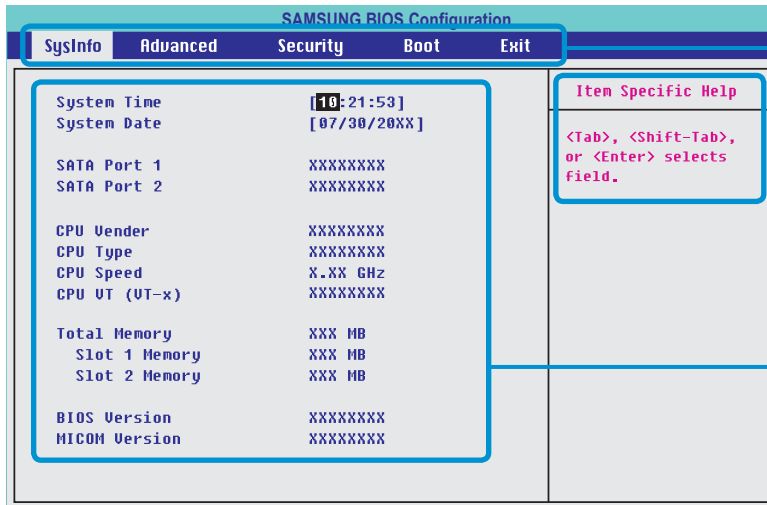 SAMSUNG BIOS Configuration
SysInfo Advanced Security Boot Exit
System Time [10:21:53]
System Date [07/30/20XX]
SATA Port 1 XXXXXXXX
SATA Port 2 XXXXXXXX
CPU Vender XXXXXXXX
CPU Type XXXXXXXX
CPU Speed X.XX GHz
CPU VT (VT-x) XXXXXXXX
Total Memory XXX MB
Slot 1 Memory XXX MB
Slot 2 Memory XXX MB
BIOS Version XXXXXXXX
MICOM Version XXXXXXXX
Item Specific Help
<Tab>, <Shift-Tab>,
or <Enter> selects
field.